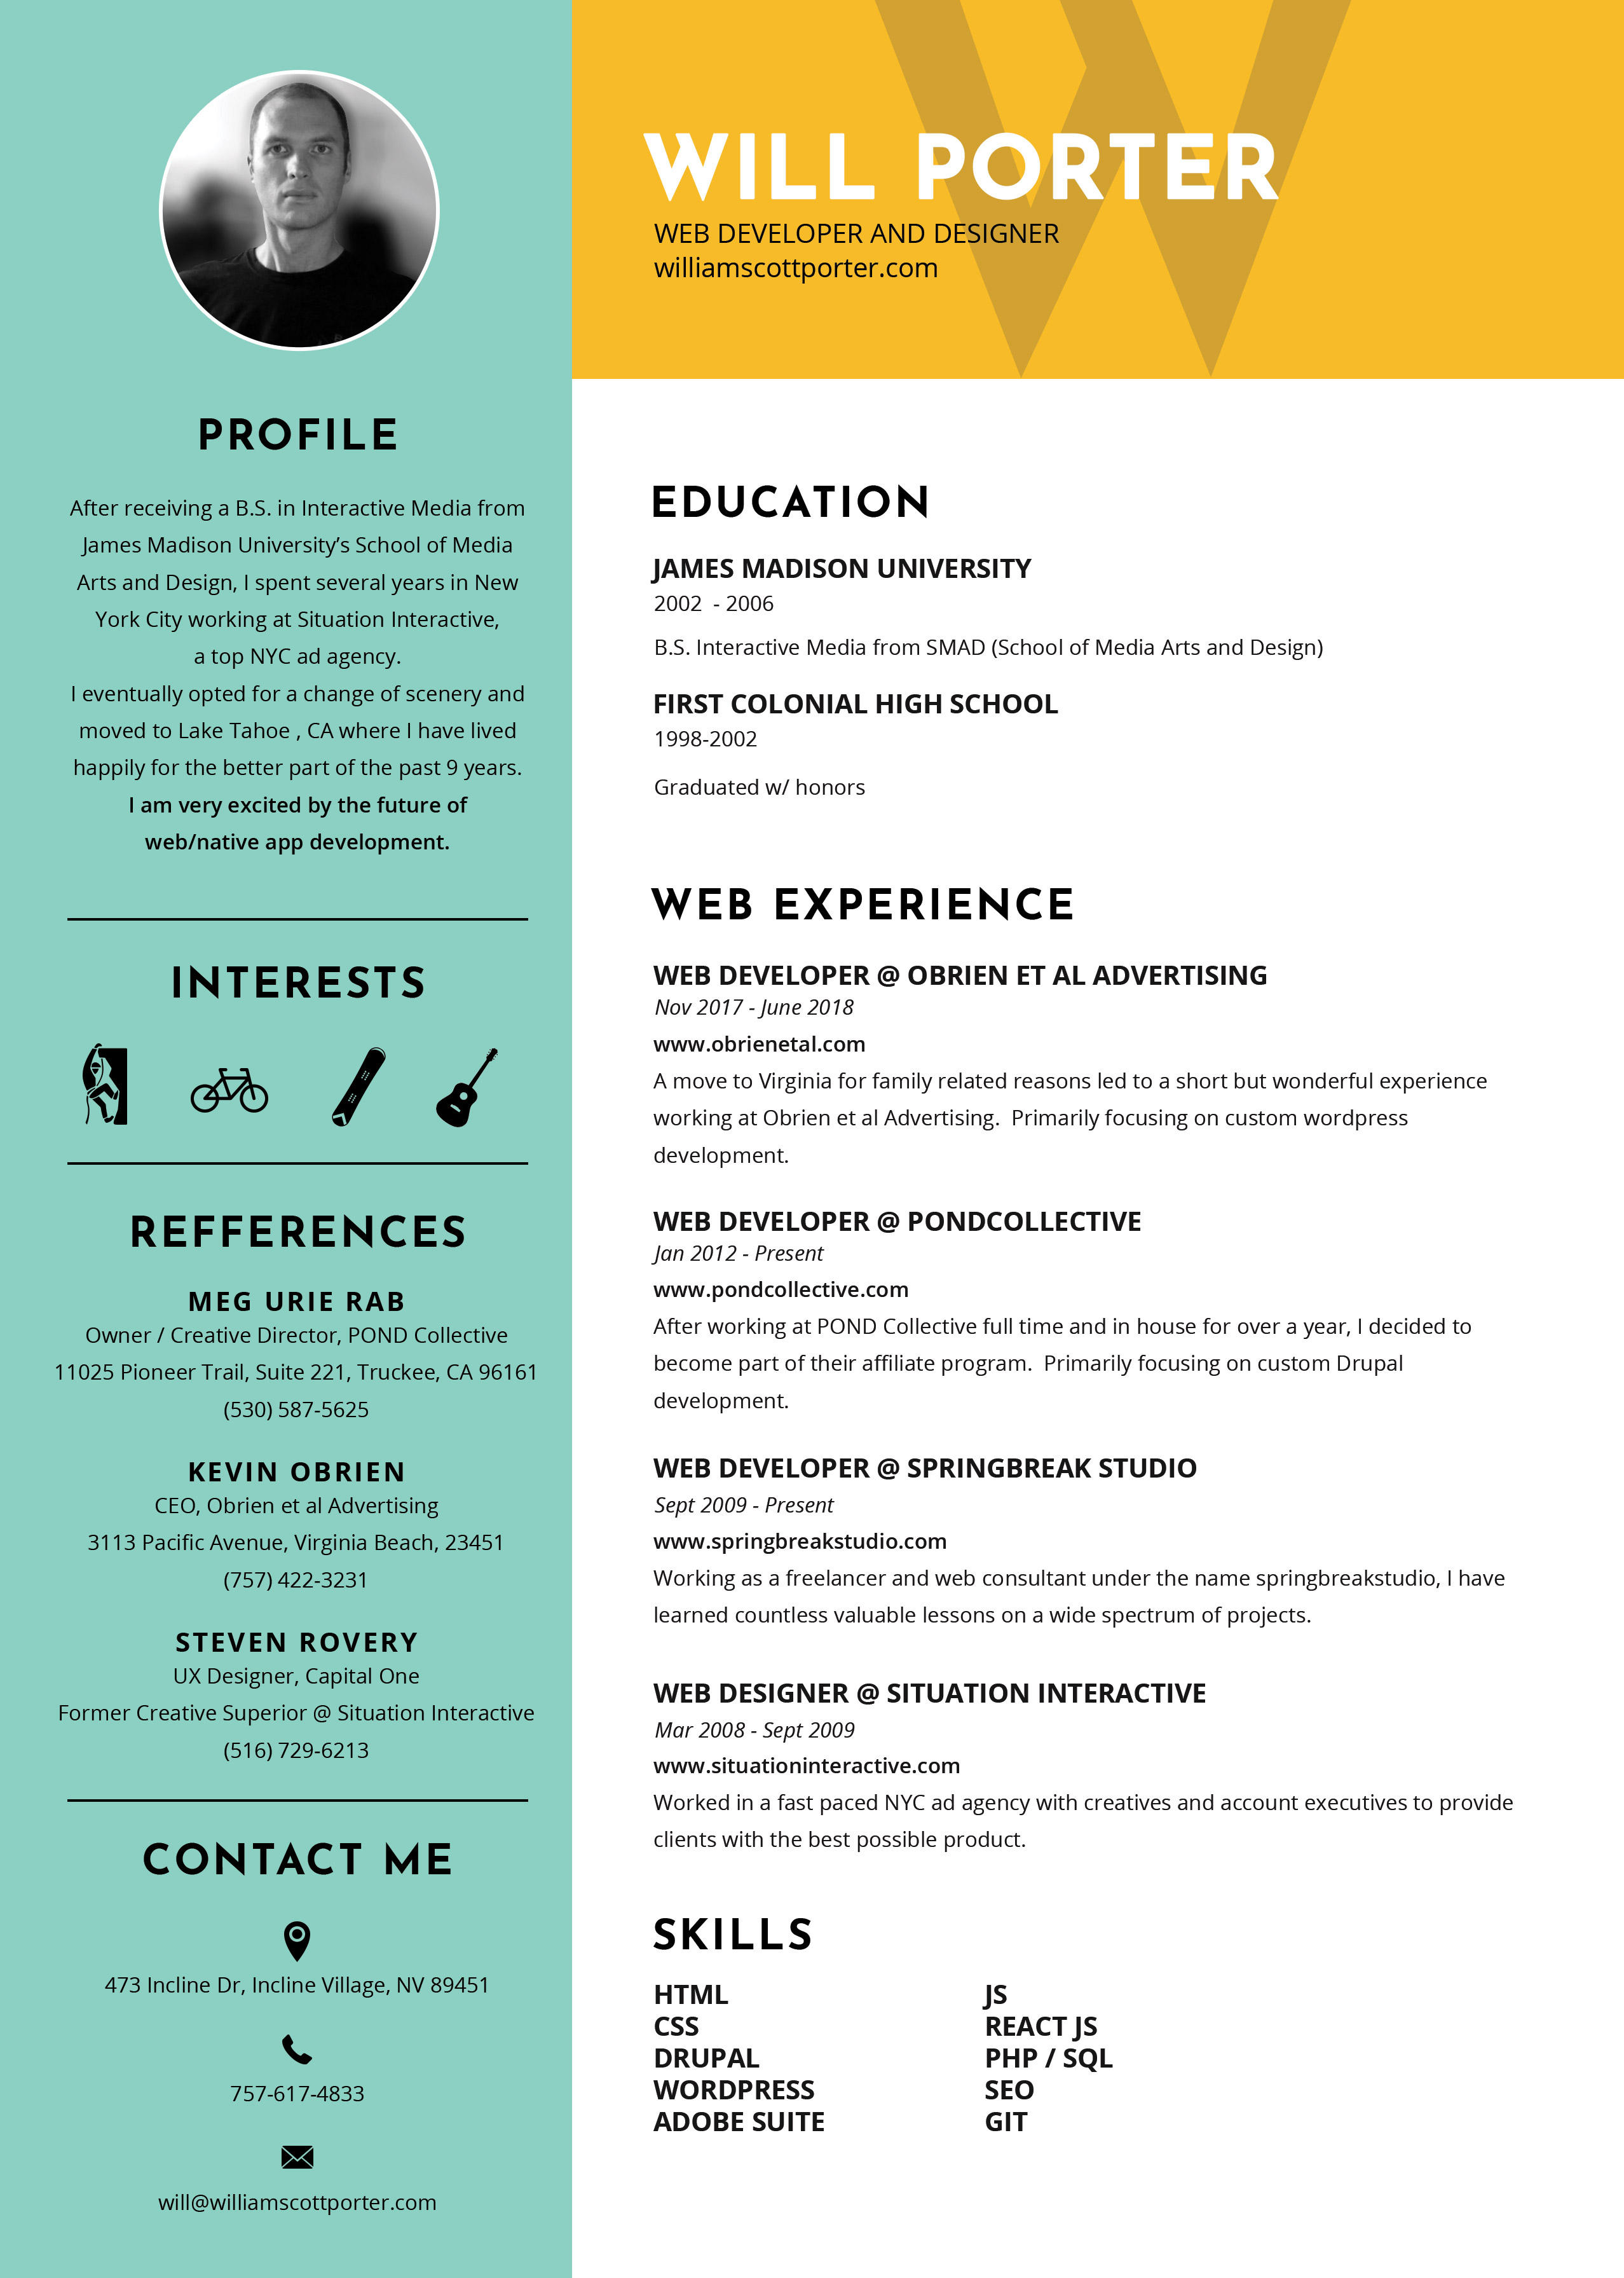 WILL PORTER
WEB DEVELOPER AND DESIGNER
williamscottporter.com
PROFILE
After receiving a B.S. in Interactive Media from
James Madison University's School of Media
Arts and Design, I spent several years in New
York City working at Situation Interactive,
a top NYC ad agency.
I eventually opted for a change of scenery and
moved to Lake Tahoe , CA where I have lived
happily for the better part of the past 9 years.
I am very excited by the future of
web/native app development.
INTERESTS
REFFERENCES
MEG URIE RAB
Owner / Creative Director, POND Collective
11025 Pioneer Trail, Suite 221, Truckee, CA 96161
(530) 587-5625
KEVIN OBRIEN
CEO, Obrien et al Advertising
3113 Pacific Avenue, Virginia Beach, 23451
(757) 422-3231
STEVEN ROVERY
UX Designer, Capital One
Former Creative Superior @ Situation Interactive
(516) 729-6213
CONTACT ME
473 Incline Dr, Incline Village, NV 89451
757-617-4833
will@williamscottporter.com
EDUCATION
JAMES MADISON UNIVERSITY
2002  - 2006
B.S. Interactive Media from SMAD (School of Media Arts and Design)
FIRST COLONIAL HIGH SCHOOL
1998-2002
Graduated w/ honors
WEB EXPERIENCE
WEB DEVELOPER @ OBRIEN ET AL ADVERTISING
Nov 2017 - June 2018
www.obrienetal.com
A move to Virginia for family related reasons led to a short but wonderful experience
working at Obrien et al Advertising.  Primarily focusing on custom wordpress
development.
WEB DEVELOPER @ PONDCOLLECTIVE
Jan 2012 - Present
www.pondcollective.com
After working at POND Collective full time and in house for over a year, I decided to
become part of their affiliate program.  Primarily focusing on custom Drupal
development.
WEB DEVELOPER @ SPRINGBREAK STUDIO
Sept 2009 - Present
www.springbreakstudio.com
Working as a freelancer and web consultant under the name springbreakstudio, I have
learned countless valuable lessons on a wide spectrum of projects.
WEB DESIGNER @ SITUATION INTERACTIVE
Mar 2008 - Sept 2009
www.situationinteractive.com
Worked in a fast paced NYC ad agency with creatives and account executives to provide
clients with the best possible product.
SKILLS
HTML
CSS
DRUPAL
WORDPRESS
ADOBE SUITE
JS
REACT JS
PHP / SQL
SEO
GIT